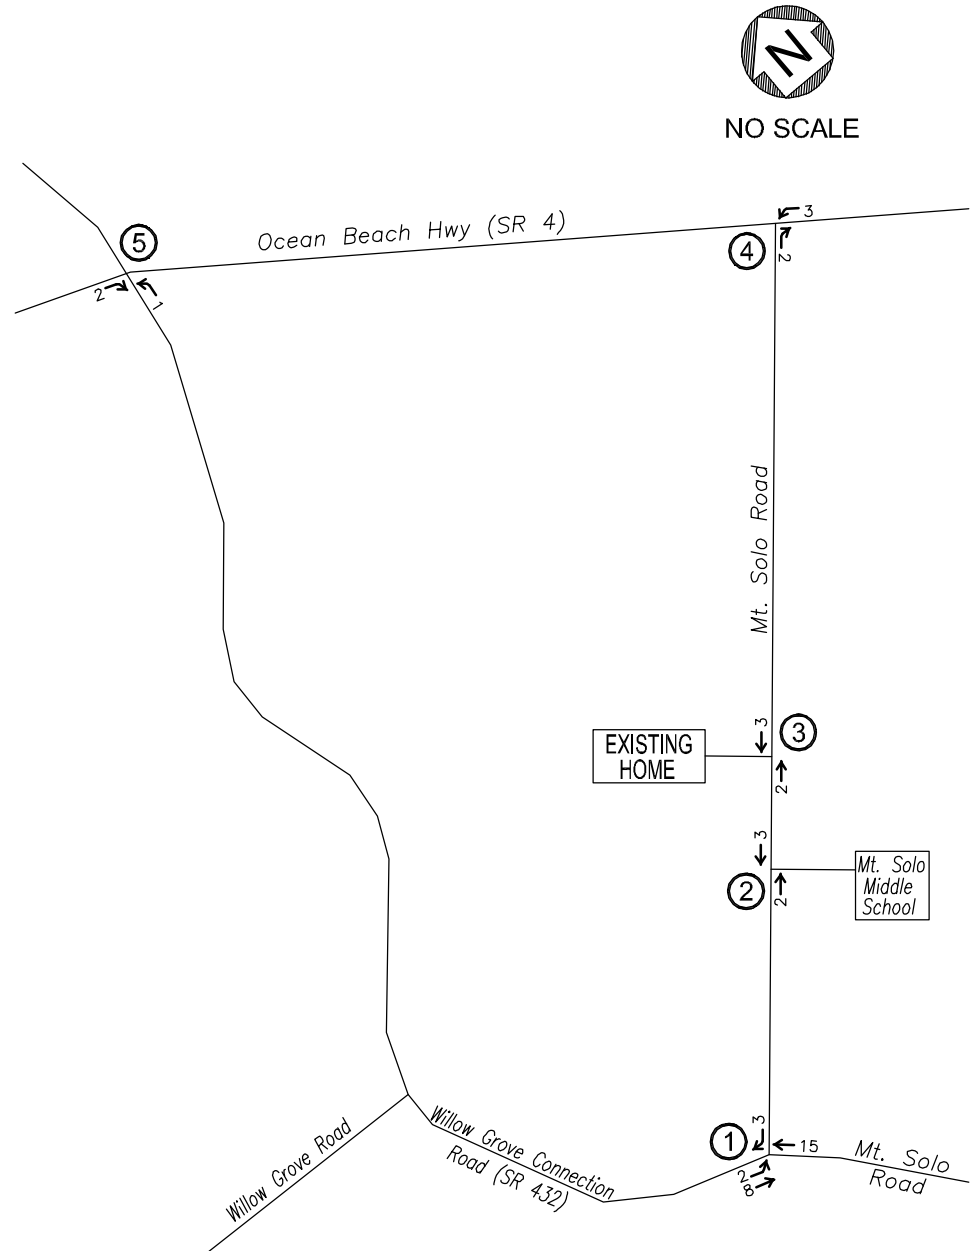 N
NO SCALE
5
Ocean Beach Hwy (SR 4)
3
4
2
2
1
Mt. Solo Road
3
3
EXISTING
HOME
2
3
Mt. Solo
Middle
School
2
2
3
1
15
Mt. Solo
Road
2
8
Willow Grove Connection
Road (SR 432)
Willow Grove Road